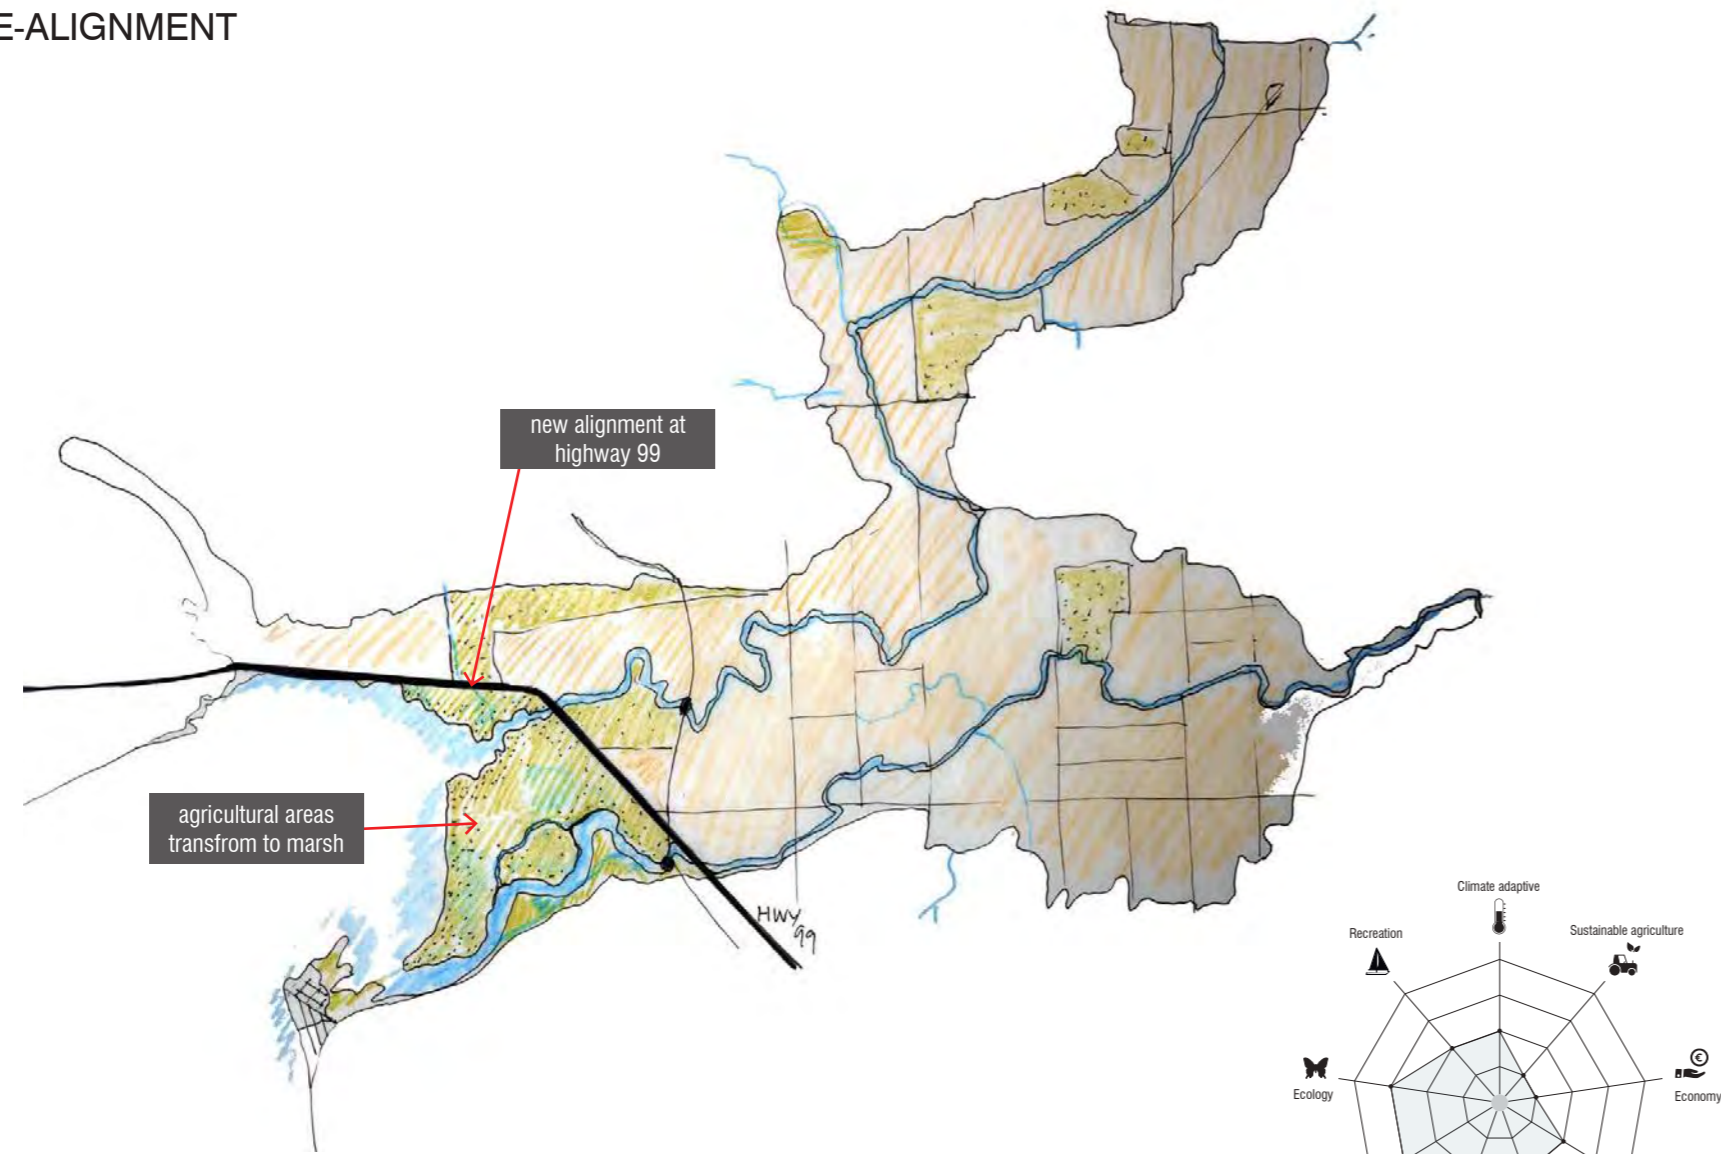 E-ALIGNMENT
new alignment at
highway 99
agricultural areas
transfrom to marsh
HWY
99
Climate adaptive
Recreation
Sustainable agriculture
€
Ecology
Economy